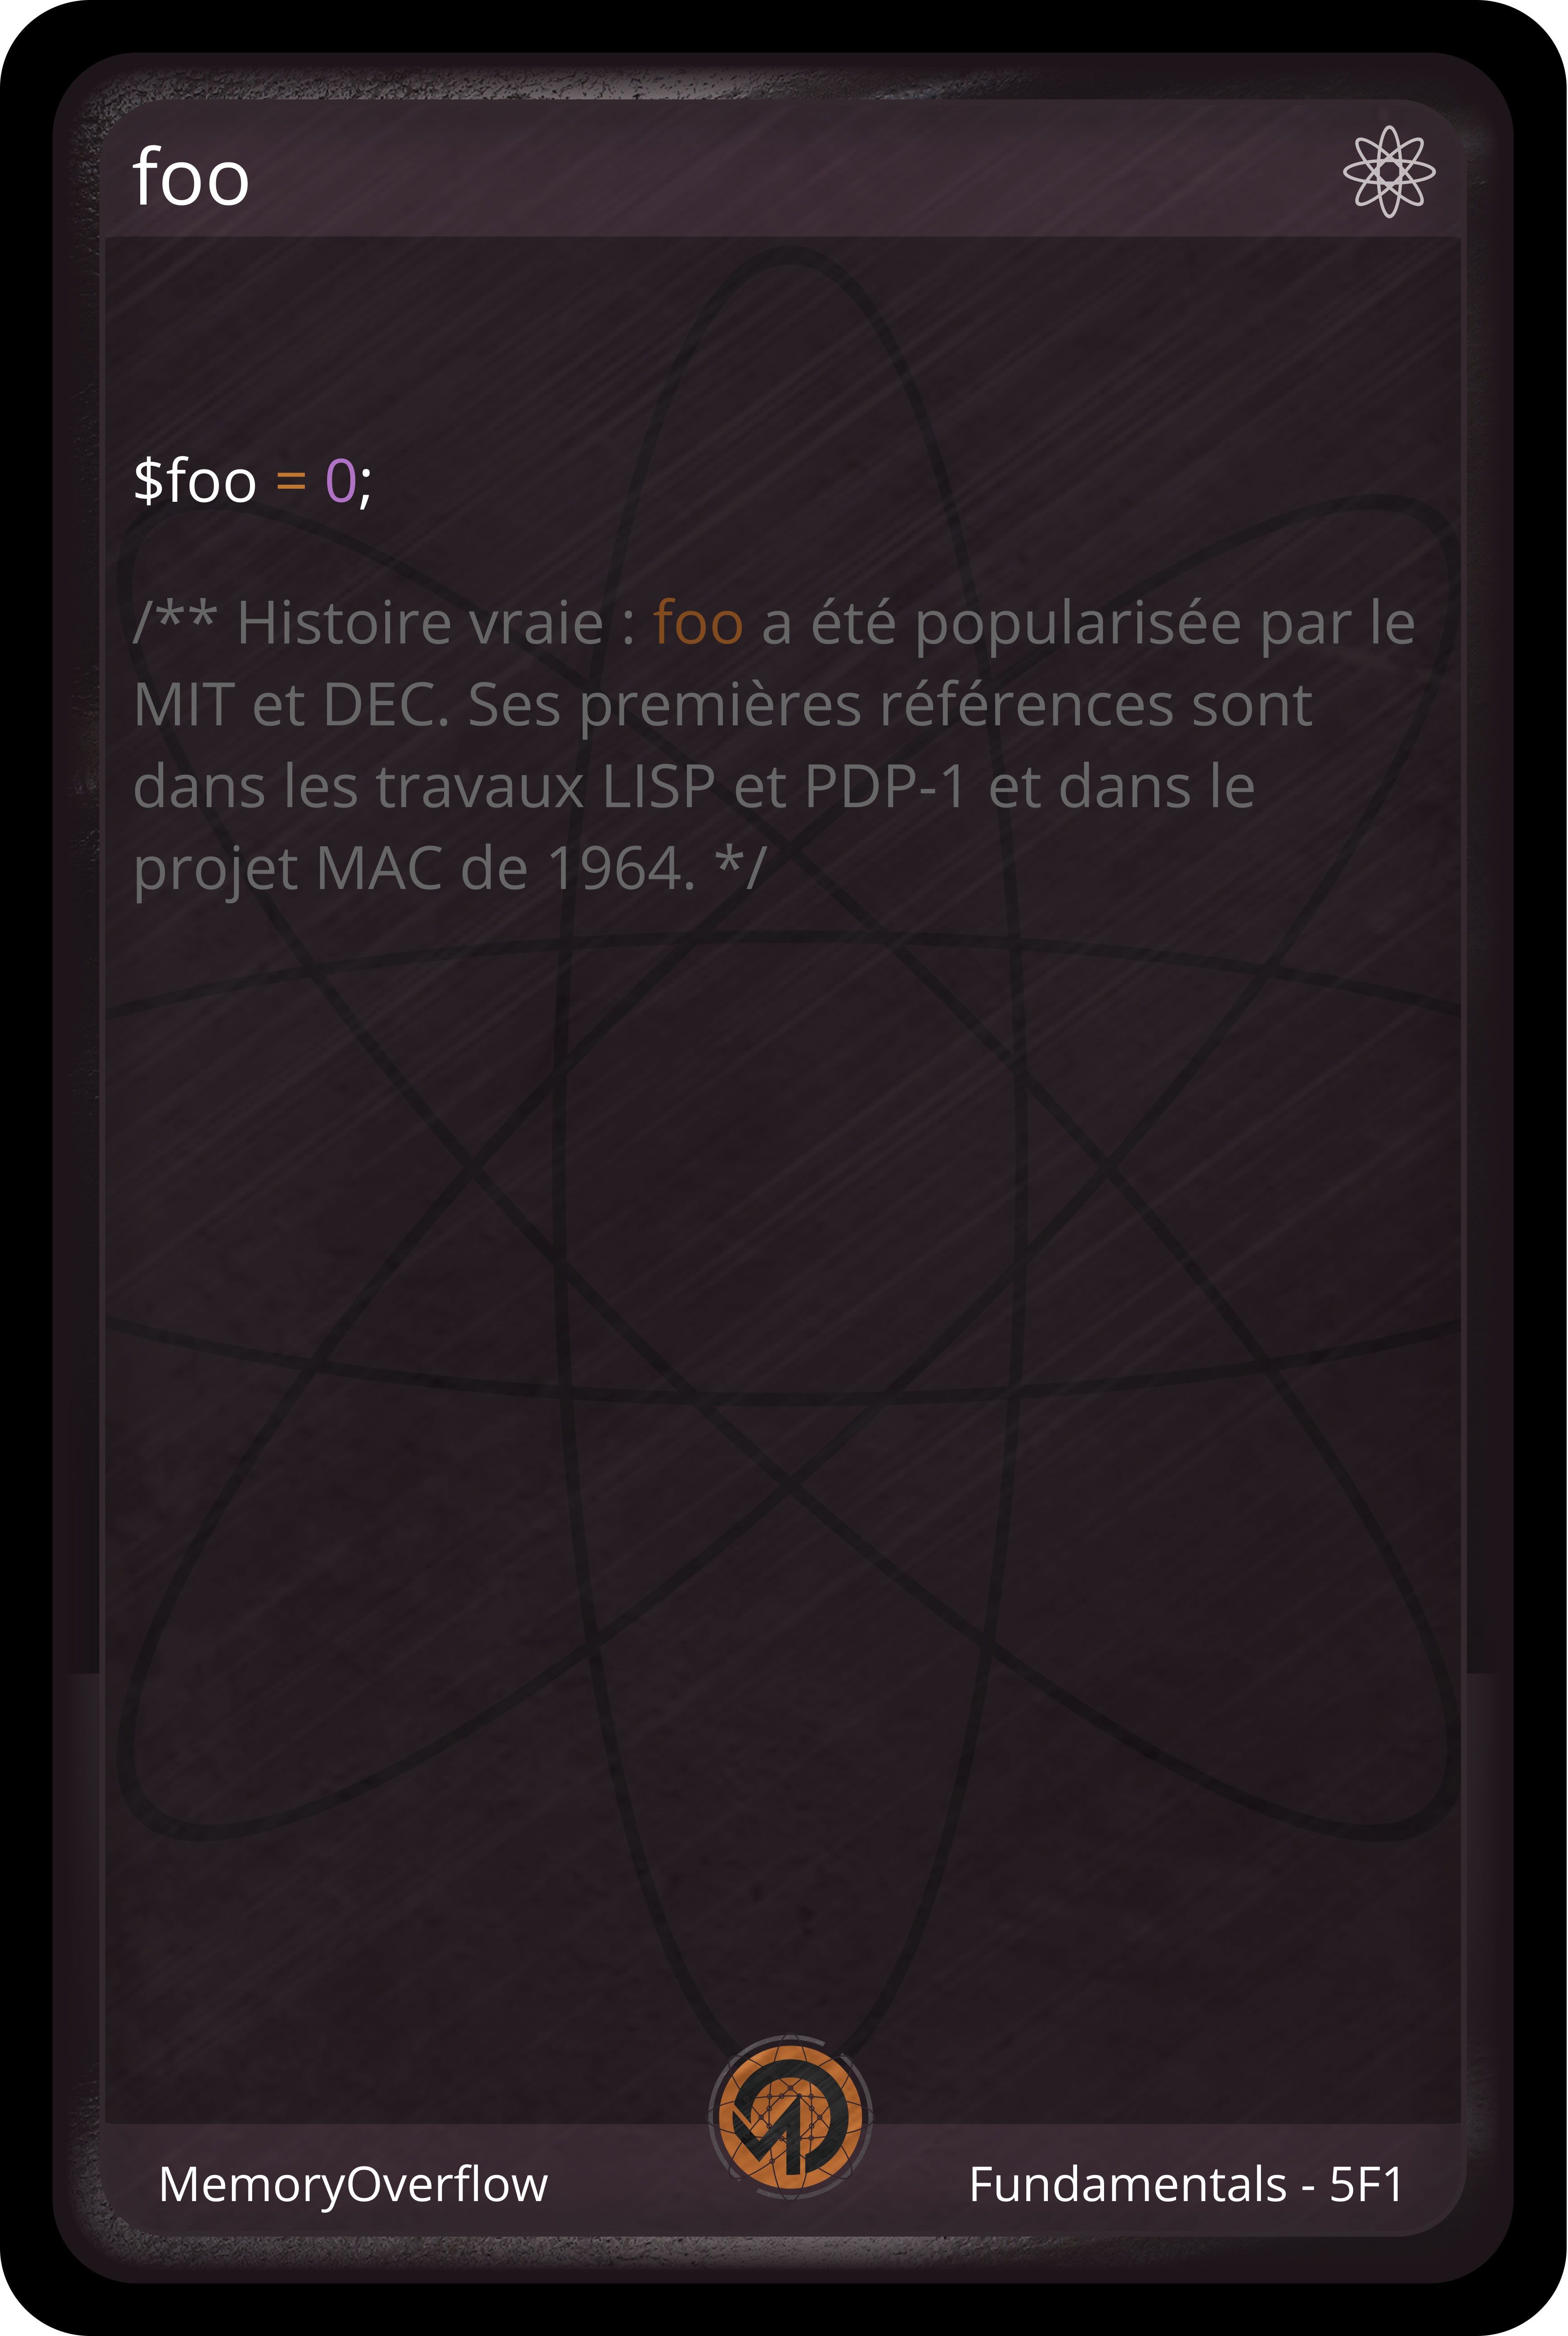 foo
$foo = 0;
/** Histoire vraie : foo a été popularisée par le
MIT et DEC. Ses premières références sont
dans les travaux LISP et PDP-1 et dans le
projet MAC de 1964. */
MemoryOverflow
Fundamentals - 5F1